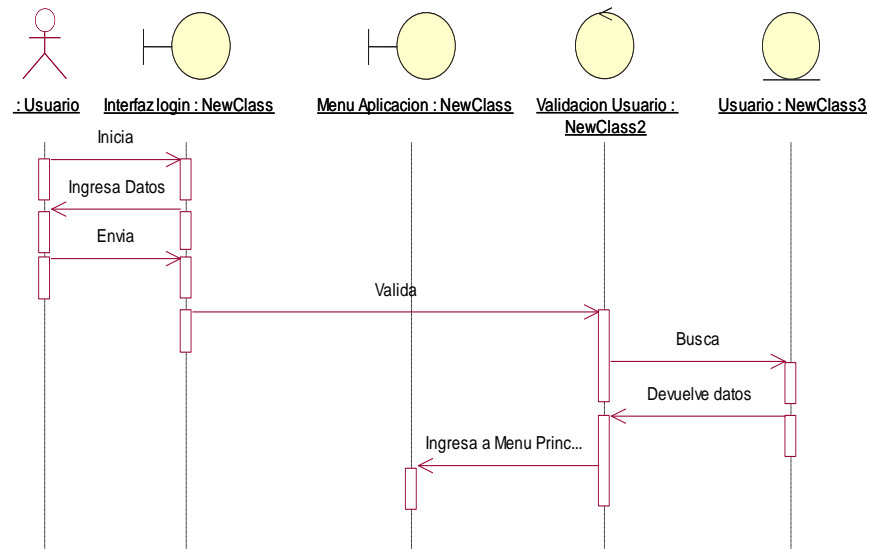 : Usuario
Interfaz login : NewClass
Menu Aplicacion : NewClass
Validacion Usuario :
NewClass2
Usuario : NewClass3
Inicia
Ingresa Datos
Envia
Valida
Busca
Devuelve datos
Ingresa a Menu Princ...